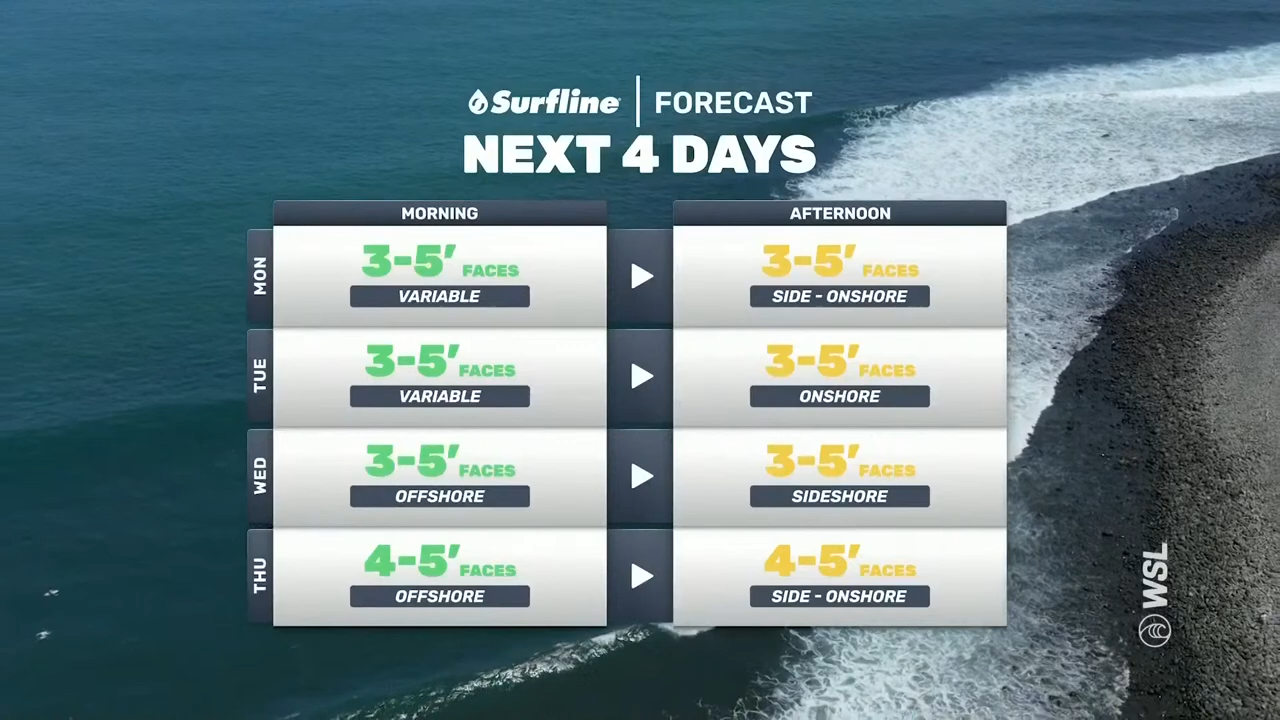 Surfline | FORECAST
NEXT 4 DAYS
MORNING
AFTERNOON
MON
3-5' FACES
VARIABLE
3-5' FACES
SIDE - ONSHORE
TUE
3-5' FACES
VARIABLE
3-5' FACES
ONSHORE
WED
3-5' FACES
OFFSHORE
3-5' FACES
SIDESHORE
THU
4-5' FACES
OFFSHORE
4-5' FACES
SIDE - ONSHORE
WSL